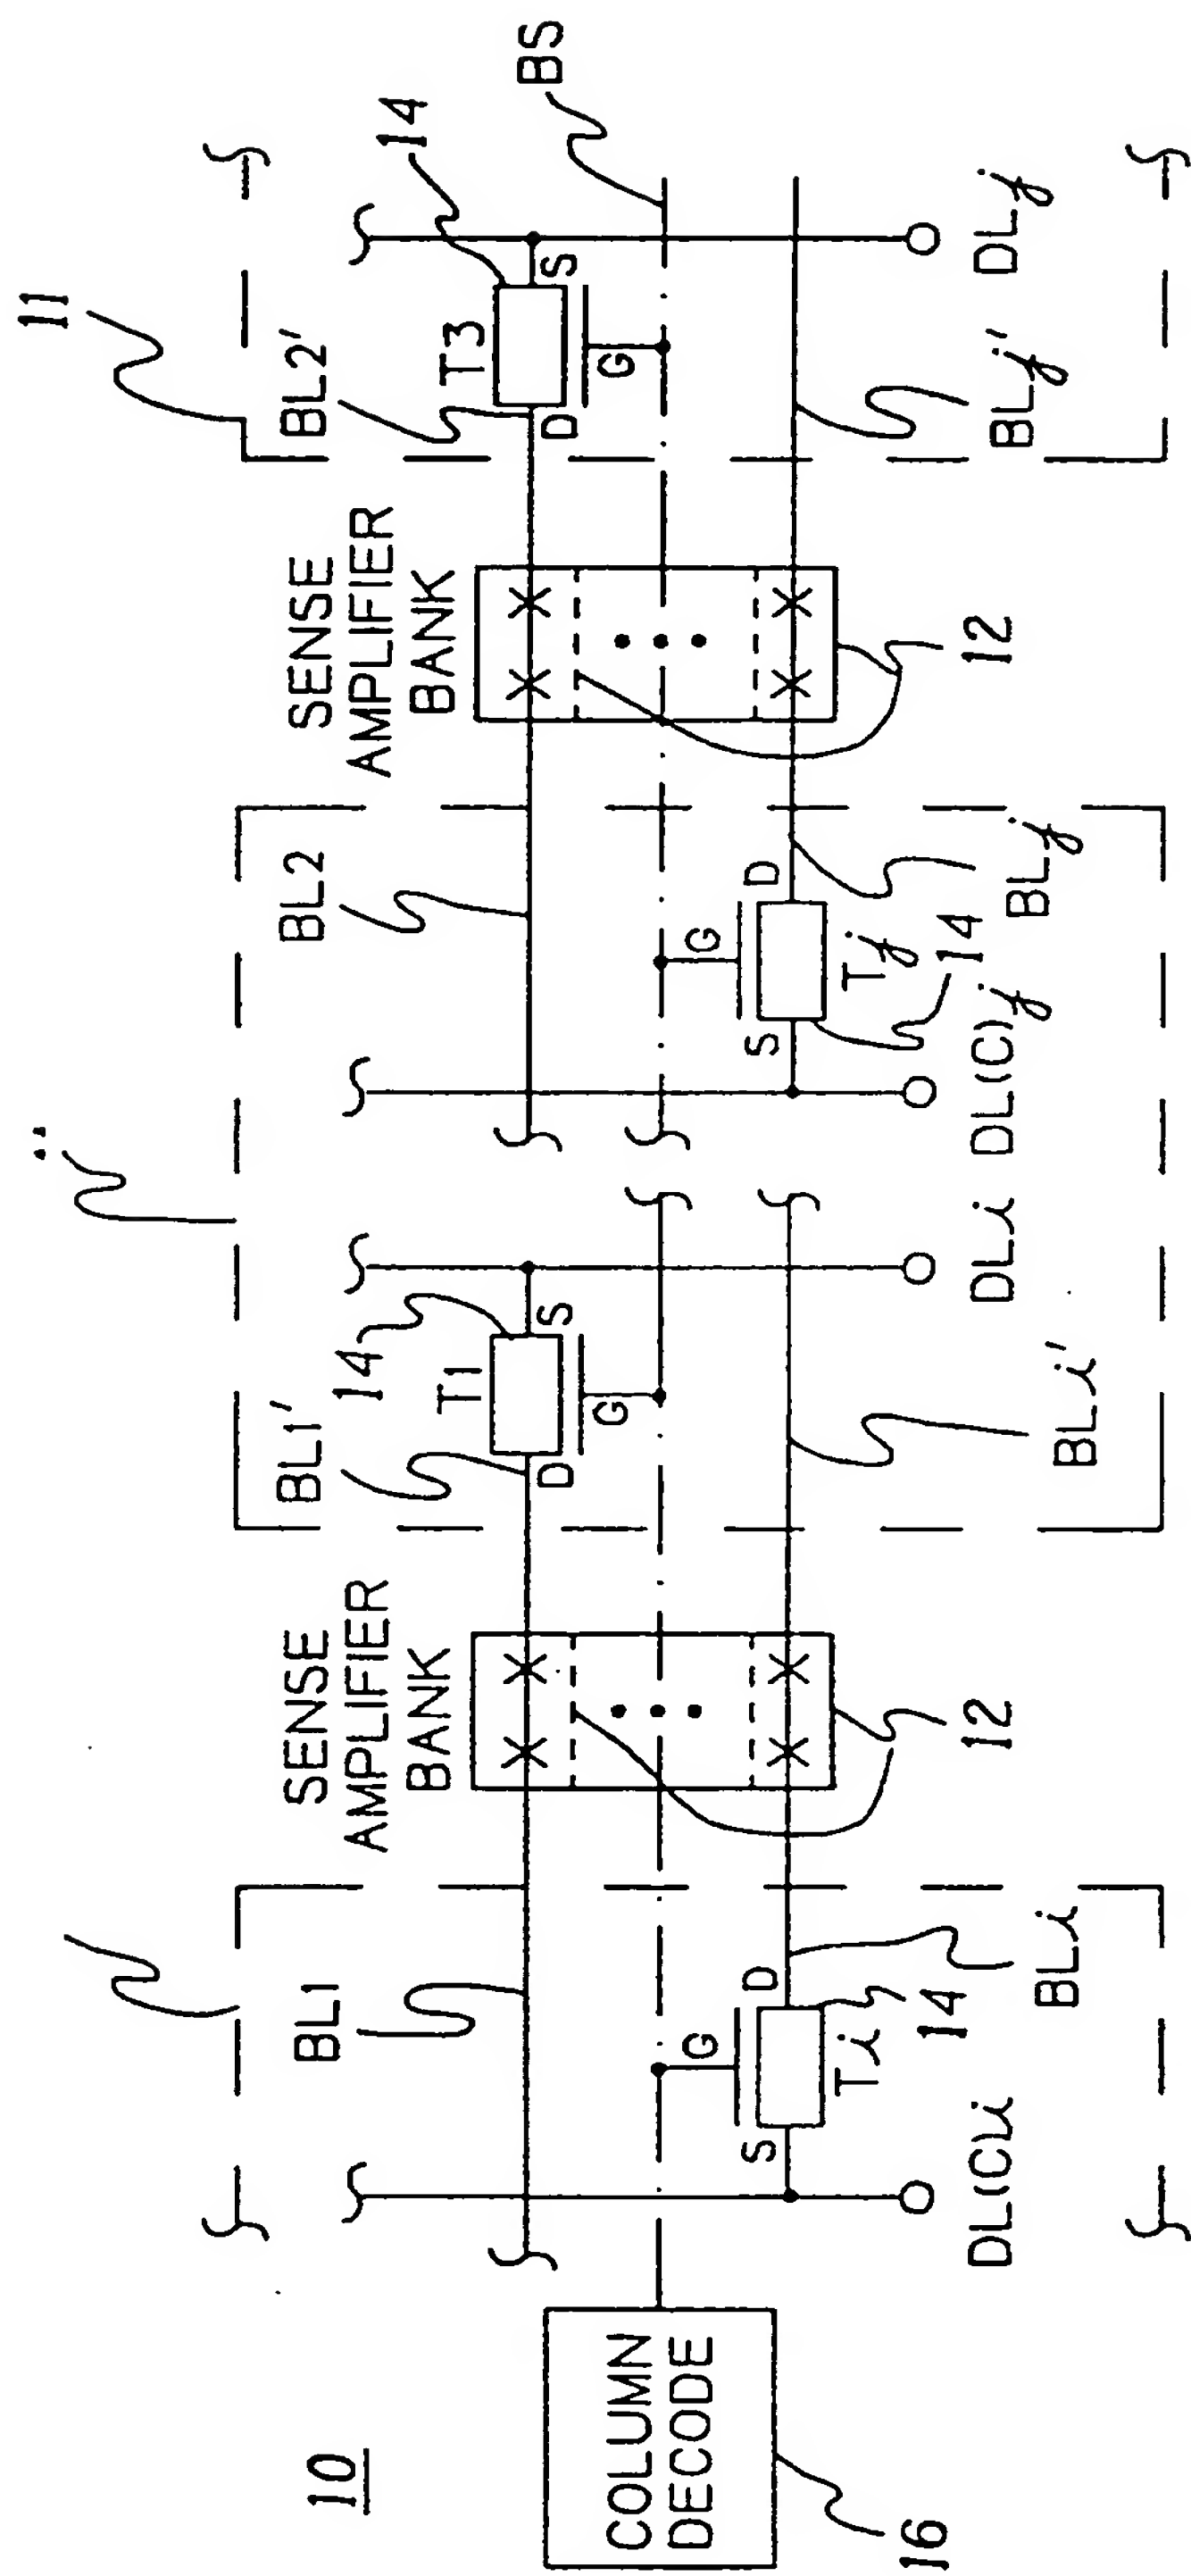 10
COLUMN
DECODE
16
BL1
DL(C)i
S
G
D
Ti
14
BLi
SENSE
AMPLIFIER
BANK
12
BL1'
D
T1
14
S
G
BLi'
DLi
DL(C)j
BL2
S
G
D
Tj
14
BLj
SENSE
AMPLIFIER
BANK
12
11
BL2'
D
T3
S
G
14
BS
BLj'
DLj